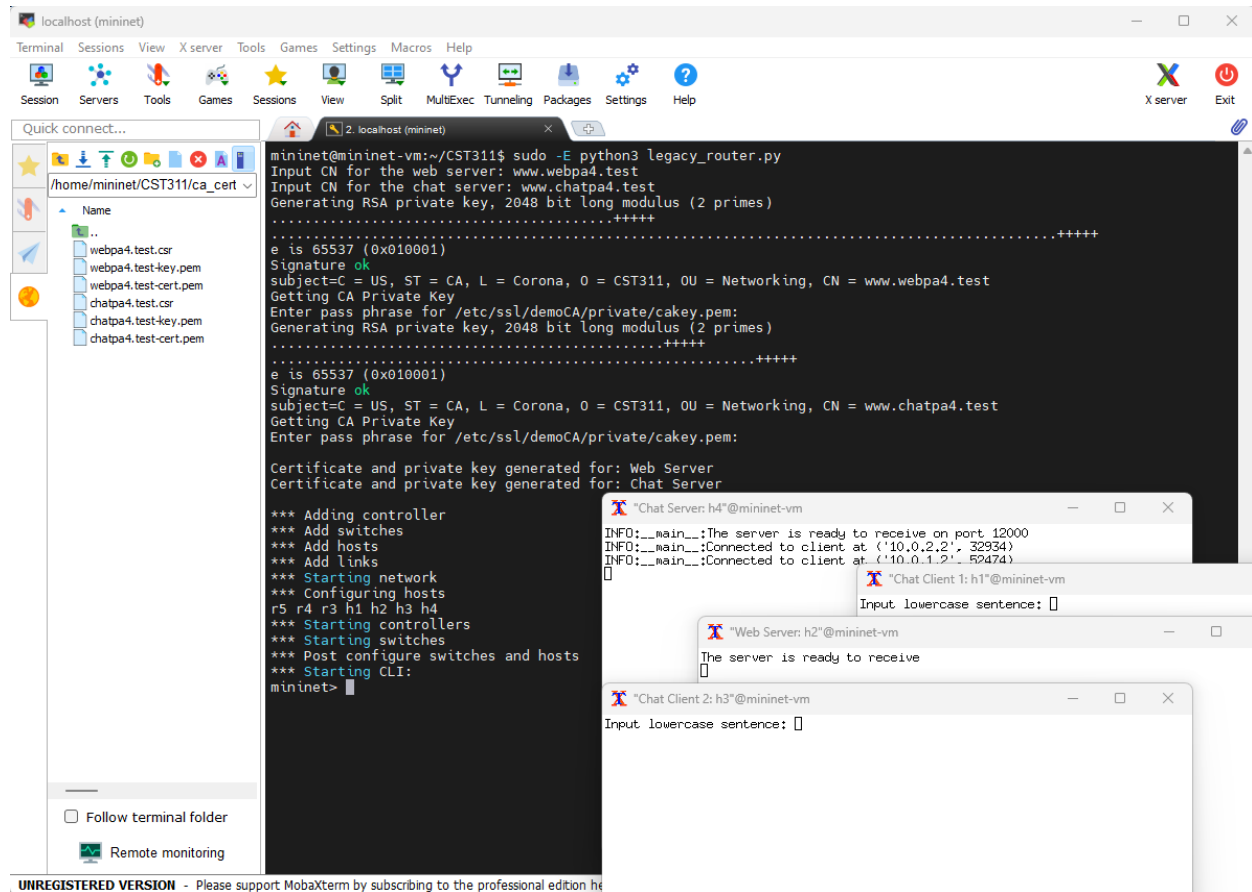 localhost (mininet)
Terminal Sessions View X server Tools Games Settings Macros Help
Session Servers Tools Games Sessions View Split MultiExec Tunneling Packages Settings Help X server Exit
Quick connect...
2. localhost (mininet)
/home/mininet/CST311/ca_cert
Name
..
webpa4.test.csr
webpa4.test-key.pem
webpa4.test-cert.pem
chatpa4.test.csr
chatpa4.test-key.pem
chatpa4.test-cert.pem
Follow terminal folder
Remote monitoring
mininet@mininet-vm:~/CST311$ sudo -E python3 legacy_router.py
Input CN for the web server: www.webpa4.test
Input CN for the chat server: www.chatpa4.test
Generating RSA private key, 2048 bit long modulus (2 primes)
.........................................+++++
...............................................................................................+++++
e is 65537 (0x010001)
Signature ok
subject=C = US, ST = CA, L = Corona, O = CST311, OU = Networking, CN = www.webpa4.test
Getting CA Private Key
Enter pass phrase for /etc/ssl/demoCA/private/cakey.pem:
Generating RSA private key, 2048 bit long modulus (2 primes)
...............................................+++++
..........................................................+++++
e is 65537 (0x010001)
Signature ok
subject=C = US, ST = CA, L = Corona, O = CST311, OU = Networking, CN = www.chatpa4.test
Getting CA Private Key
Enter pass phrase for /etc/ssl/demoCA/private/cakey.pem:
Certificate and private key generated for: Web Server
Certificate and private key generated for: Chat Server
*** Adding controller
*** Add switches
*** Add hosts
*** Add links
*** Starting network
*** Configuring hosts
r5 r4 r3 h1 h2 h3 h4
*** Starting controllers
*** Starting switches
*** Post configure switches and hosts
*** Starting CLI:
mininet>
"Chat Server: h4"@mininet-vm
INFO:__main__:The server is ready to receive on port 12000
INFO:__main__:Connected to client at ('10.0.2.2', 32934)
INFO:__main__:Connected to client at ('10.0.1.2', 52474)
"Chat Client 1: h1"@mininet-vm
Input lowercase sentence:
"Web Server: h2"@mininet-vm
The server is ready to receive
"Chat Client 2: h3"@mininet-vm
Input lowercase sentence:
UNREGISTERED VERSION - Please support MobaXterm by subscribing to the professional edition he